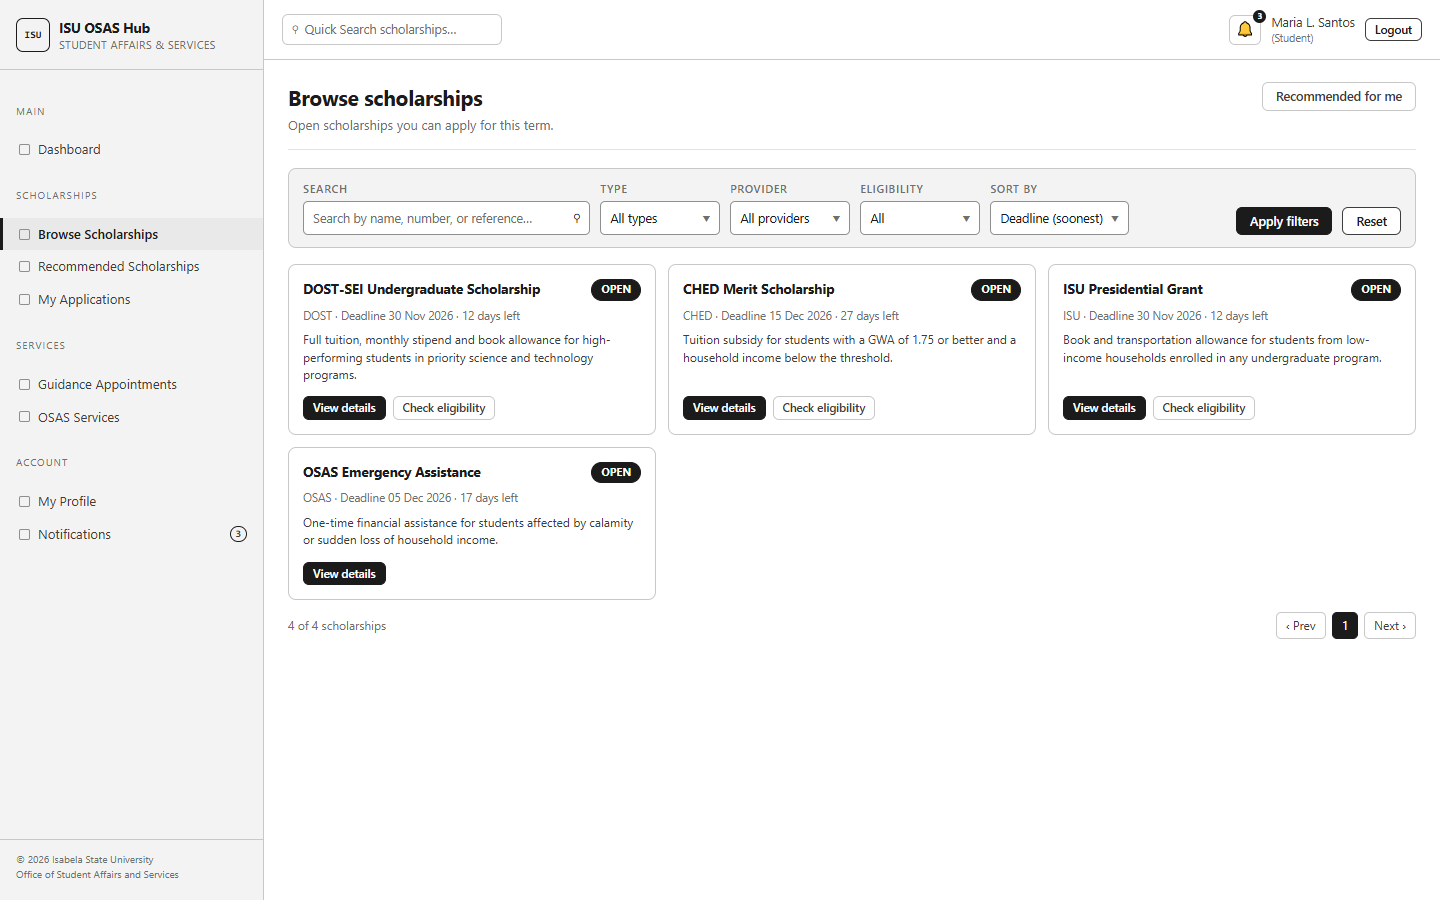 ISU
ISU OSAS Hub
STUDENT AFFAIRS & SERVICES
MAIN
Dashboard
SCHOLARSHIPS
Browse Scholarships
Recommended Scholarships
My Applications
SERVICES
Guidance Appointments
OSAS Services
ACCOUNT
My Profile
Notifications 3
© 2026 Isabela State University
Office of Student Affairs and Services
Quick Search scholarships...
3
Maria L. Santos
(Student)
Logout
Browse scholarships
Open scholarships you can apply for this term.
Recommended for me
SEARCH TYPE PROVIDER ELIGIBILITY SORT BY
Search by name, number, or reference... All types All providers All Deadline (soonest)
Apply filters Reset
DOST-SEI Undergraduate Scholarship OPEN
DOST · Deadline 30 Nov 2026 · 12 days left
Full tuition, monthly stipend and book allowance for high-
performing students in priority science and technology
programs.
View details Check eligibility
CHED Merit Scholarship OPEN
CHED · Deadline 15 Dec 2026 · 27 days left
Tuition subsidy for students with a GWA of 1.75 or better and a
household income below the threshold.
View details Check eligibility
ISU Presidential Grant OPEN
ISU · Deadline 30 Nov 2026 · 12 days left
Book and transportation allowance for students from low-
income households enrolled in any undergraduate program.
View details Check eligibility
OSAS Emergency Assistance OPEN
OSAS · Deadline 05 Dec 2026 · 17 days left
One-time financial assistance for students affected by calamity
or sudden loss of household income.
View details
4 of 4 scholarships
‹ Prev 1 Next ›